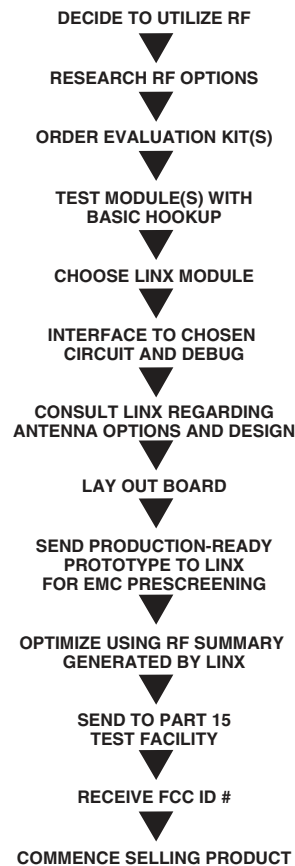 DECIDE TO UTILIZE RF
RESEARCH RF OPTIONS
ORDER EVALUATION KIT(S)
TEST MODULE(S) WITH
BASIC HOOKUP
CHOOSE LINX MODULE
INTERFACE TO CHOSEN
CIRCUIT AND DEBUG
CONSULT LINX REGARDING
ANTENNA OPTIONS AND DESIGN
LAY OUT BOARD
SEND PRODUCTION-READY
PROTOTYPE TO LINX
FOR EMC PRESCREENING
OPTIMIZE USING RF SUMMARY
GENERATED BY LINX
SEND TO PART 15
TEST FACILITY
RECEIVE FCC ID #
COMMENCE SELLING PRODUCT